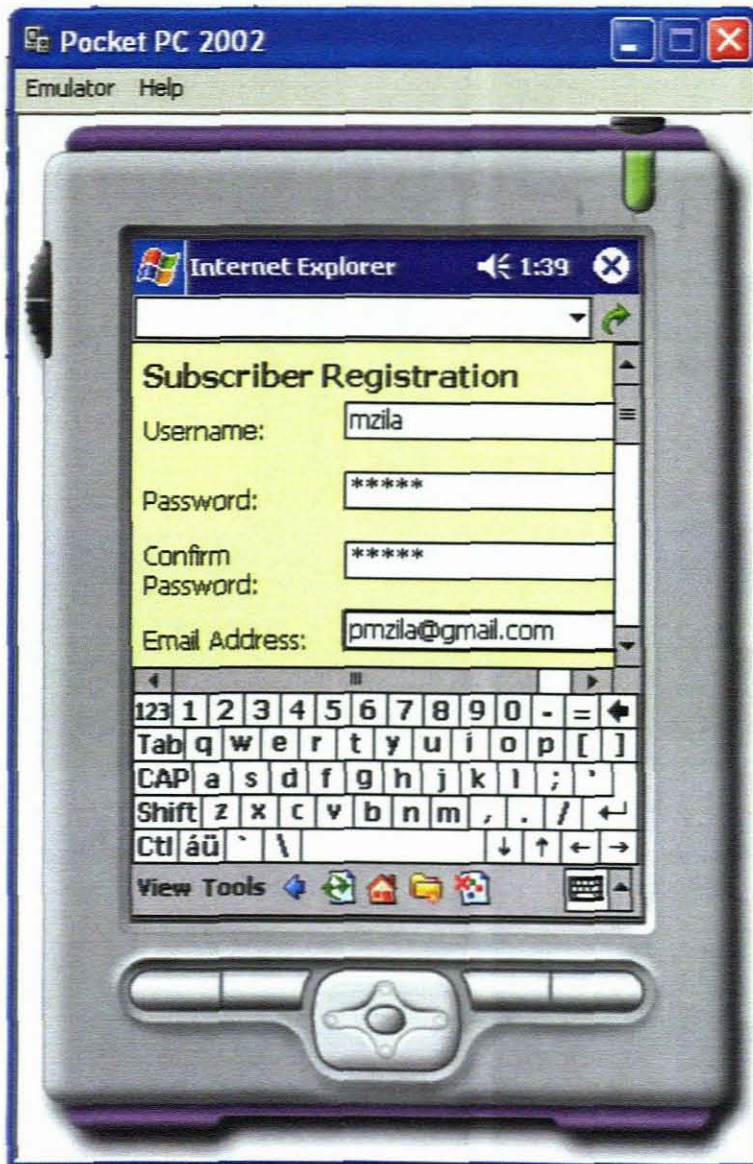 Pocket PC 2002
Emulator Help
Internet Explorer 1:39
Subscriber Registration
Username: mzila
Password: *****
Confirm
Password: *****
Email Address: pmzila@gmail.com
123 1 2 3 4 5 6 7 8 9 0 - =
Tab q w e r t y u i o p [ ]
CAP a s d f g h j k l ; '
Shift z x c v b n m , . /
Ctl áü ` \ ↓ ↑ ← →
View Tools